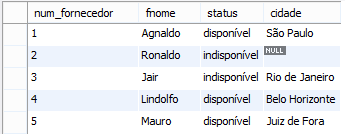 num_fornecedor fnome status cidade
1 Agnaldo disponível São Paulo
2 Ronaldo indisponível NULL
3 Jair indisponível Rio de Janeiro
4 Lindolfo disponível Belo Horizonte
5 Mauro disponível Juiz de Fora